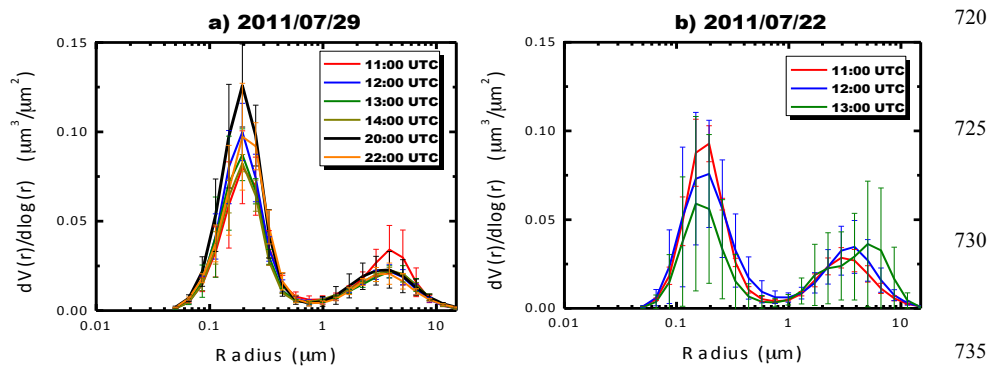 a) 2011/07/29
0.15
0.10
0.05
0.00
dV(r)/dlog(r) (μm³/μm²)
11:00 UTC
12:00 UTC
13:00 UTC
14:00 UTC
20:00 UTC
22:00 UTC
0.01 0.1 1 10
Radius (μm)
b) 2011/07/22
0.15
0.10
0.05
0.00
dV(r)/dlog(r) (μm³/μm²)
11:00 UTC
12:00 UTC
13:00 UTC
0.01 0.1 1 10
Radius (μm)
720
725
730
735